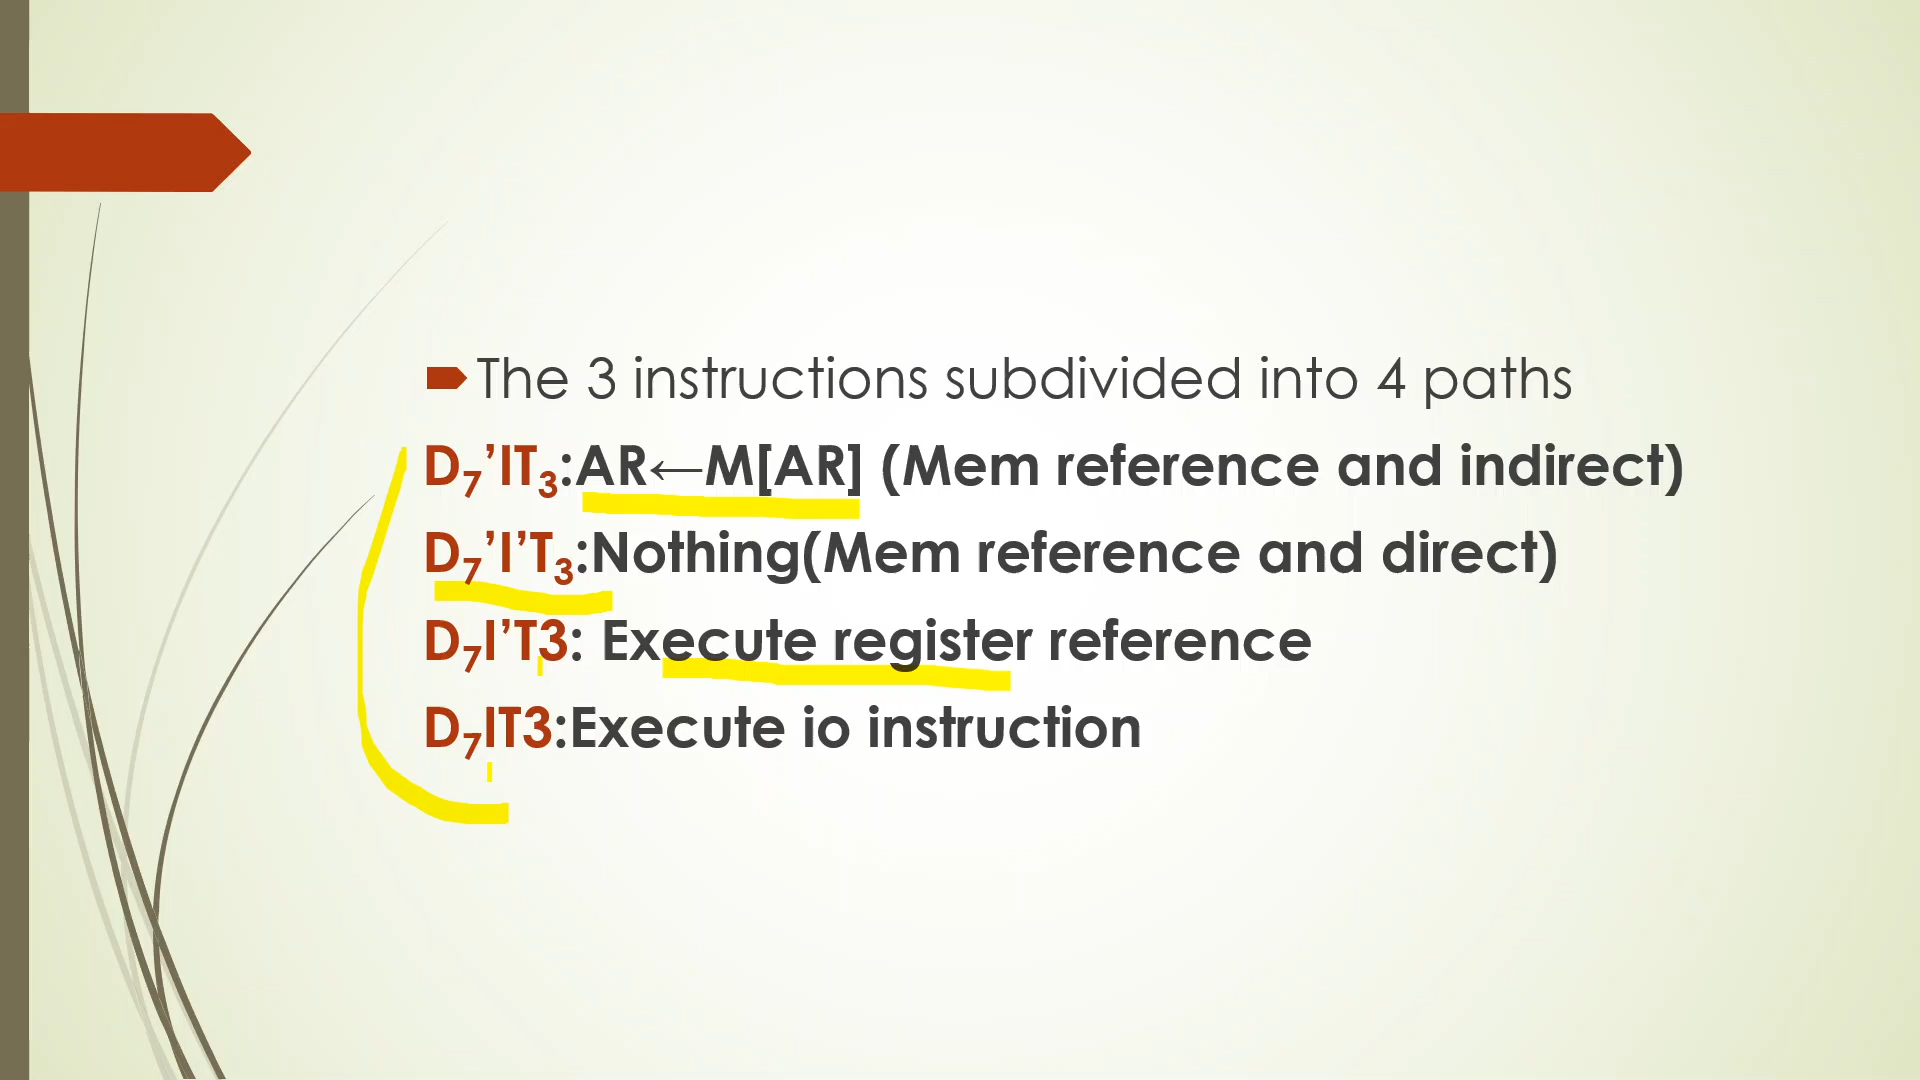 The 3 instructions subdivided into 4 paths
D₇’IT₃:AR←M[AR] (Mem reference and indirect)
D₇’I’T₃:Nothing(Mem reference and direct)
D₇I’T3: Execute register reference
D₇IT3:Execute io instruction